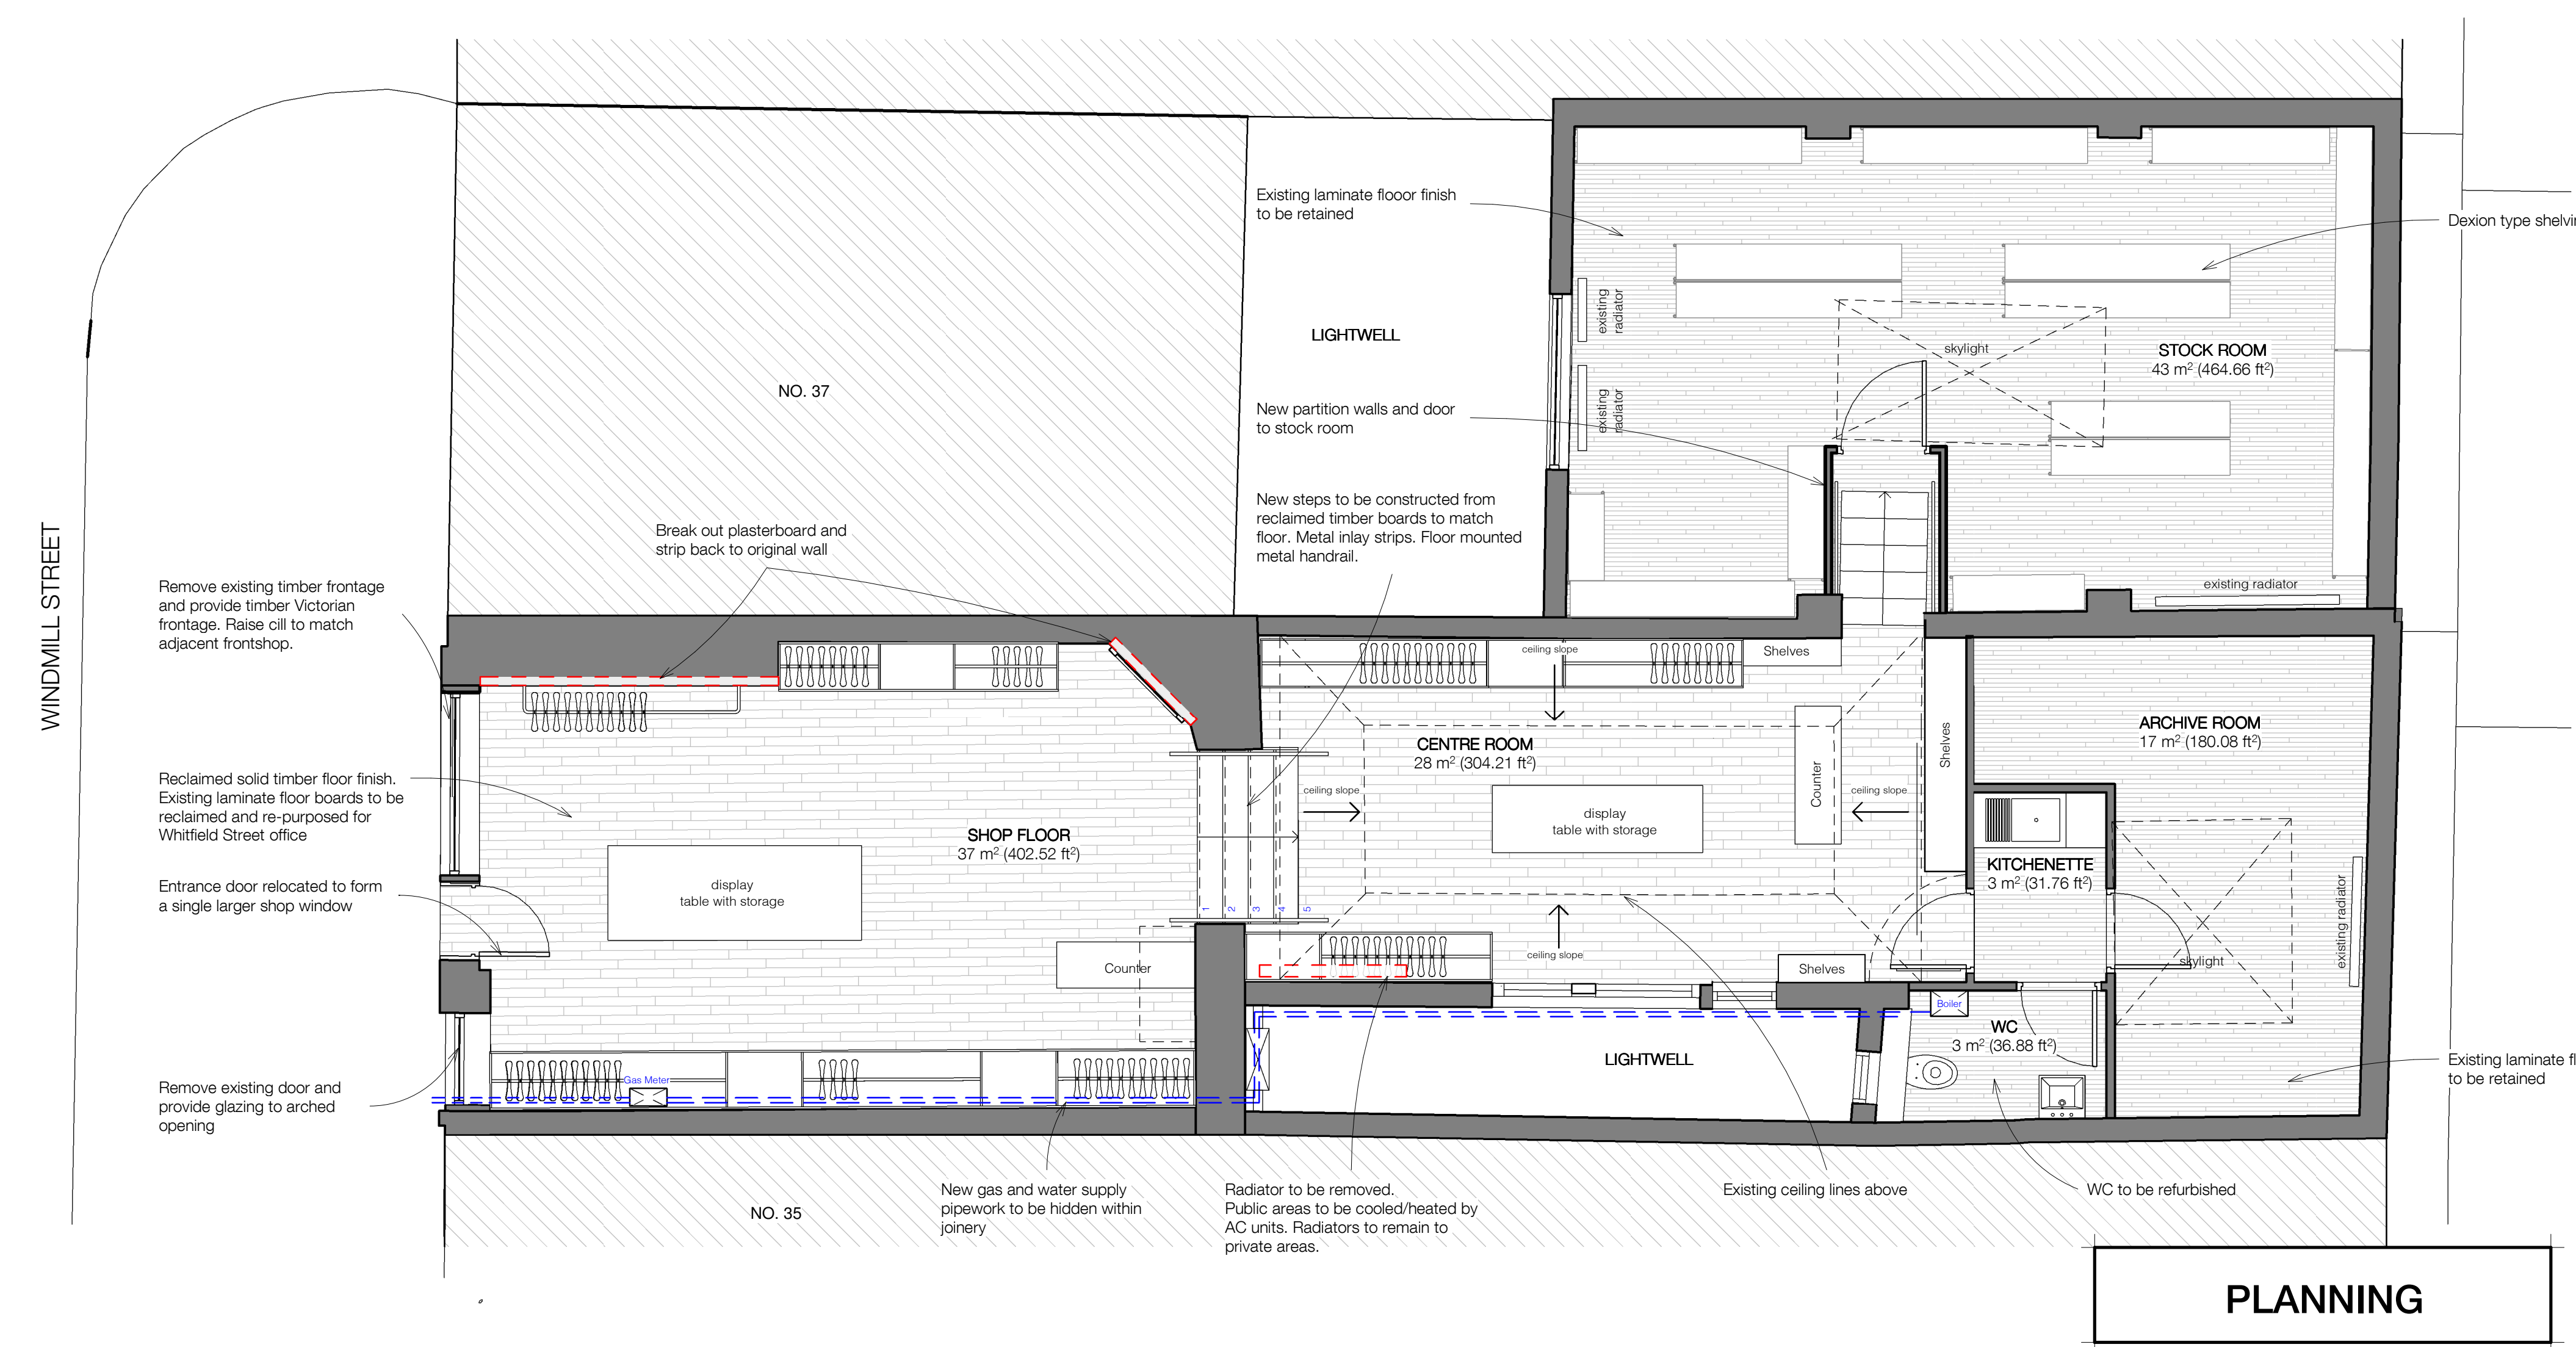 WINDMILL STREET
Remove existing timber frontage
and provide timber Victorian
frontage. Raise cill to match
adjacent frontshop.
Reclaimed solid timber floor finish.
Existing laminate floor boards to be
reclaimed and re-purposed for
Whitfield Street office
Entrance door relocated to form
a single larger shop window
Remove existing door and
provide glazing to arched
opening
NO. 37
Break out plasterboard and
strip back to original wall
Existing laminate flooor finish
to be retained
LIGHTWELL
New partition walls and door
to stock room
New steps to be constructed from
reclaimed timber boards to match
floor. Metal inlay strips. Floor mounted
metal handrail.
existing
radiator
existing
radiator
skylight
STOCK ROOM
43 m² (464.66 ft²)
Dexion type shelvin
existing radiator
SHOP FLOOR
37 m² (402.52 ft²)
display
table with storage
Counter
Gas Meter
1
2
3
4
5
ceiling slope
Shelves
CENTRE ROOM
28 m² (304.21 ft²)
ceiling slope
display
table with storage
Counter
ceiling slope
Shelves
ceiling slope
Shelves
ARCHIVE ROOM
17 m² (180.08 ft²)
KITCHENETTE
3 m² (31.76 ft²)
existing radiator
skylight
Boiler
WC
3 m² (36.88 ft²)
LIGHTWELL
Existing laminate fl
to be retained
NO. 35
New gas and water supply
pipework to be hidden within
joinery
Radiator to be removed.
Public areas to be cooled/heated by
AC units. Radiators to remain to
private areas.
Existing ceiling lines above
WC to be refurbished
PLANNING